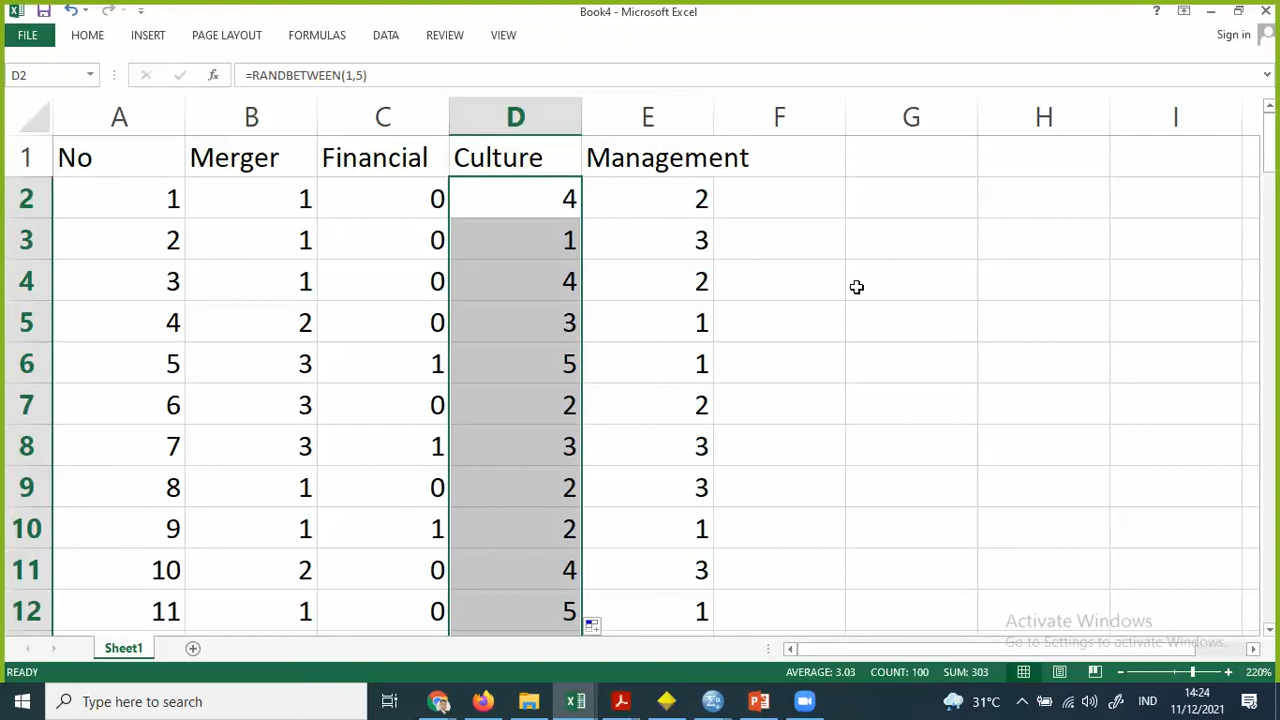 Book4 - Microsoft Excel
?
FILE HOME INSERT PAGE LAYOUT FORMULAS DATA REVIEW VIEW Sign in
D2 fx =RANDBETWEEN(1,5)
A B C D E F G H I
1 No Merger Financial Culture Management
2 1 1 0 4 2
3 2 1 0 1 3
4 3 1 0 4 2
5 4 2 0 3 1
6 5 3 1 5 1
7 6 3 0 2 2
8 7 3 1 3 3
9 8 1 0 2 3
10 9 1 1 2 1
11 10 2 0 4 3
12 11 1 0 5 1
Activate Windows
Go to Settings to activate Windows.
Sheet1
READY AVERAGE: 3.03 COUNT: 100 SUM: 303 220%
Type here to search 31°C IND 14:24
11/12/2021